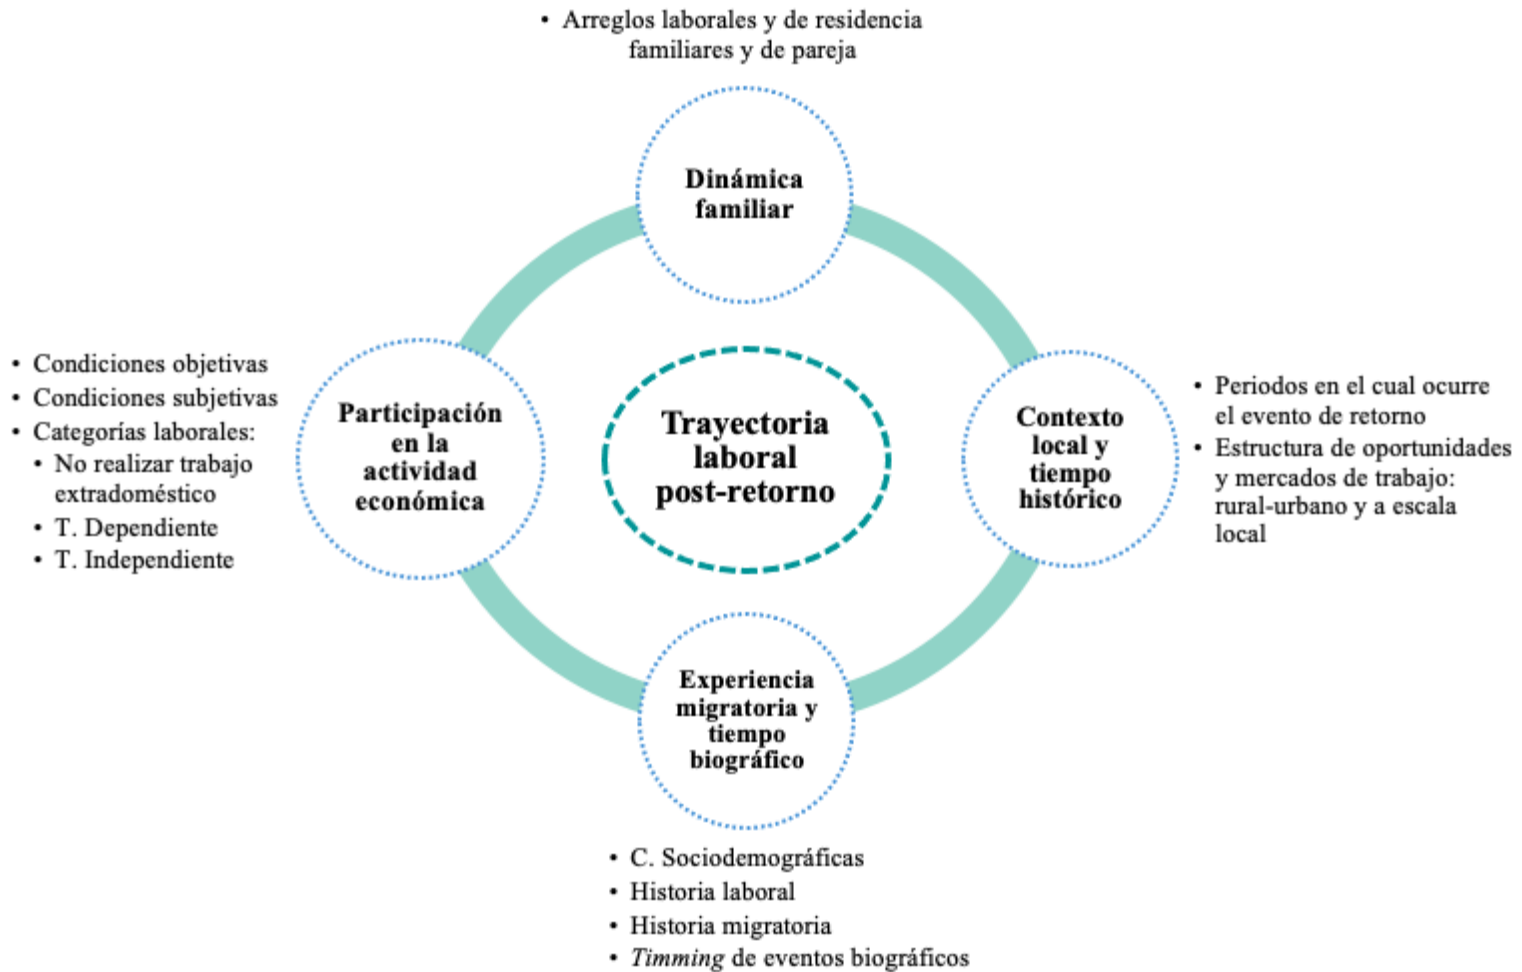 • Arreglos laborales y de residencia
familiares y de pareja
Dinámica
familiar
• Condiciones objetivas
• Condiciones subjetivas
• Categorías laborales:
• No realizar trabajo
extradoméstico
• T. Dependiente
• T. Independiente
Participación
en la
actividad
económica
Trayectoria
laboral
post-retorno
Contexto
local y
tiempo
histórico
• Periodos en el cual ocurre
el evento de retorno
• Estructura de oportunidades
y mercados de trabajo:
rural-urbano y a escala
local
Experiencia
migratoria y
tiempo
biográfico
• C. Sociodemográficas
• Historia laboral
• Historia migratoria
• Timming de eventos biográficos